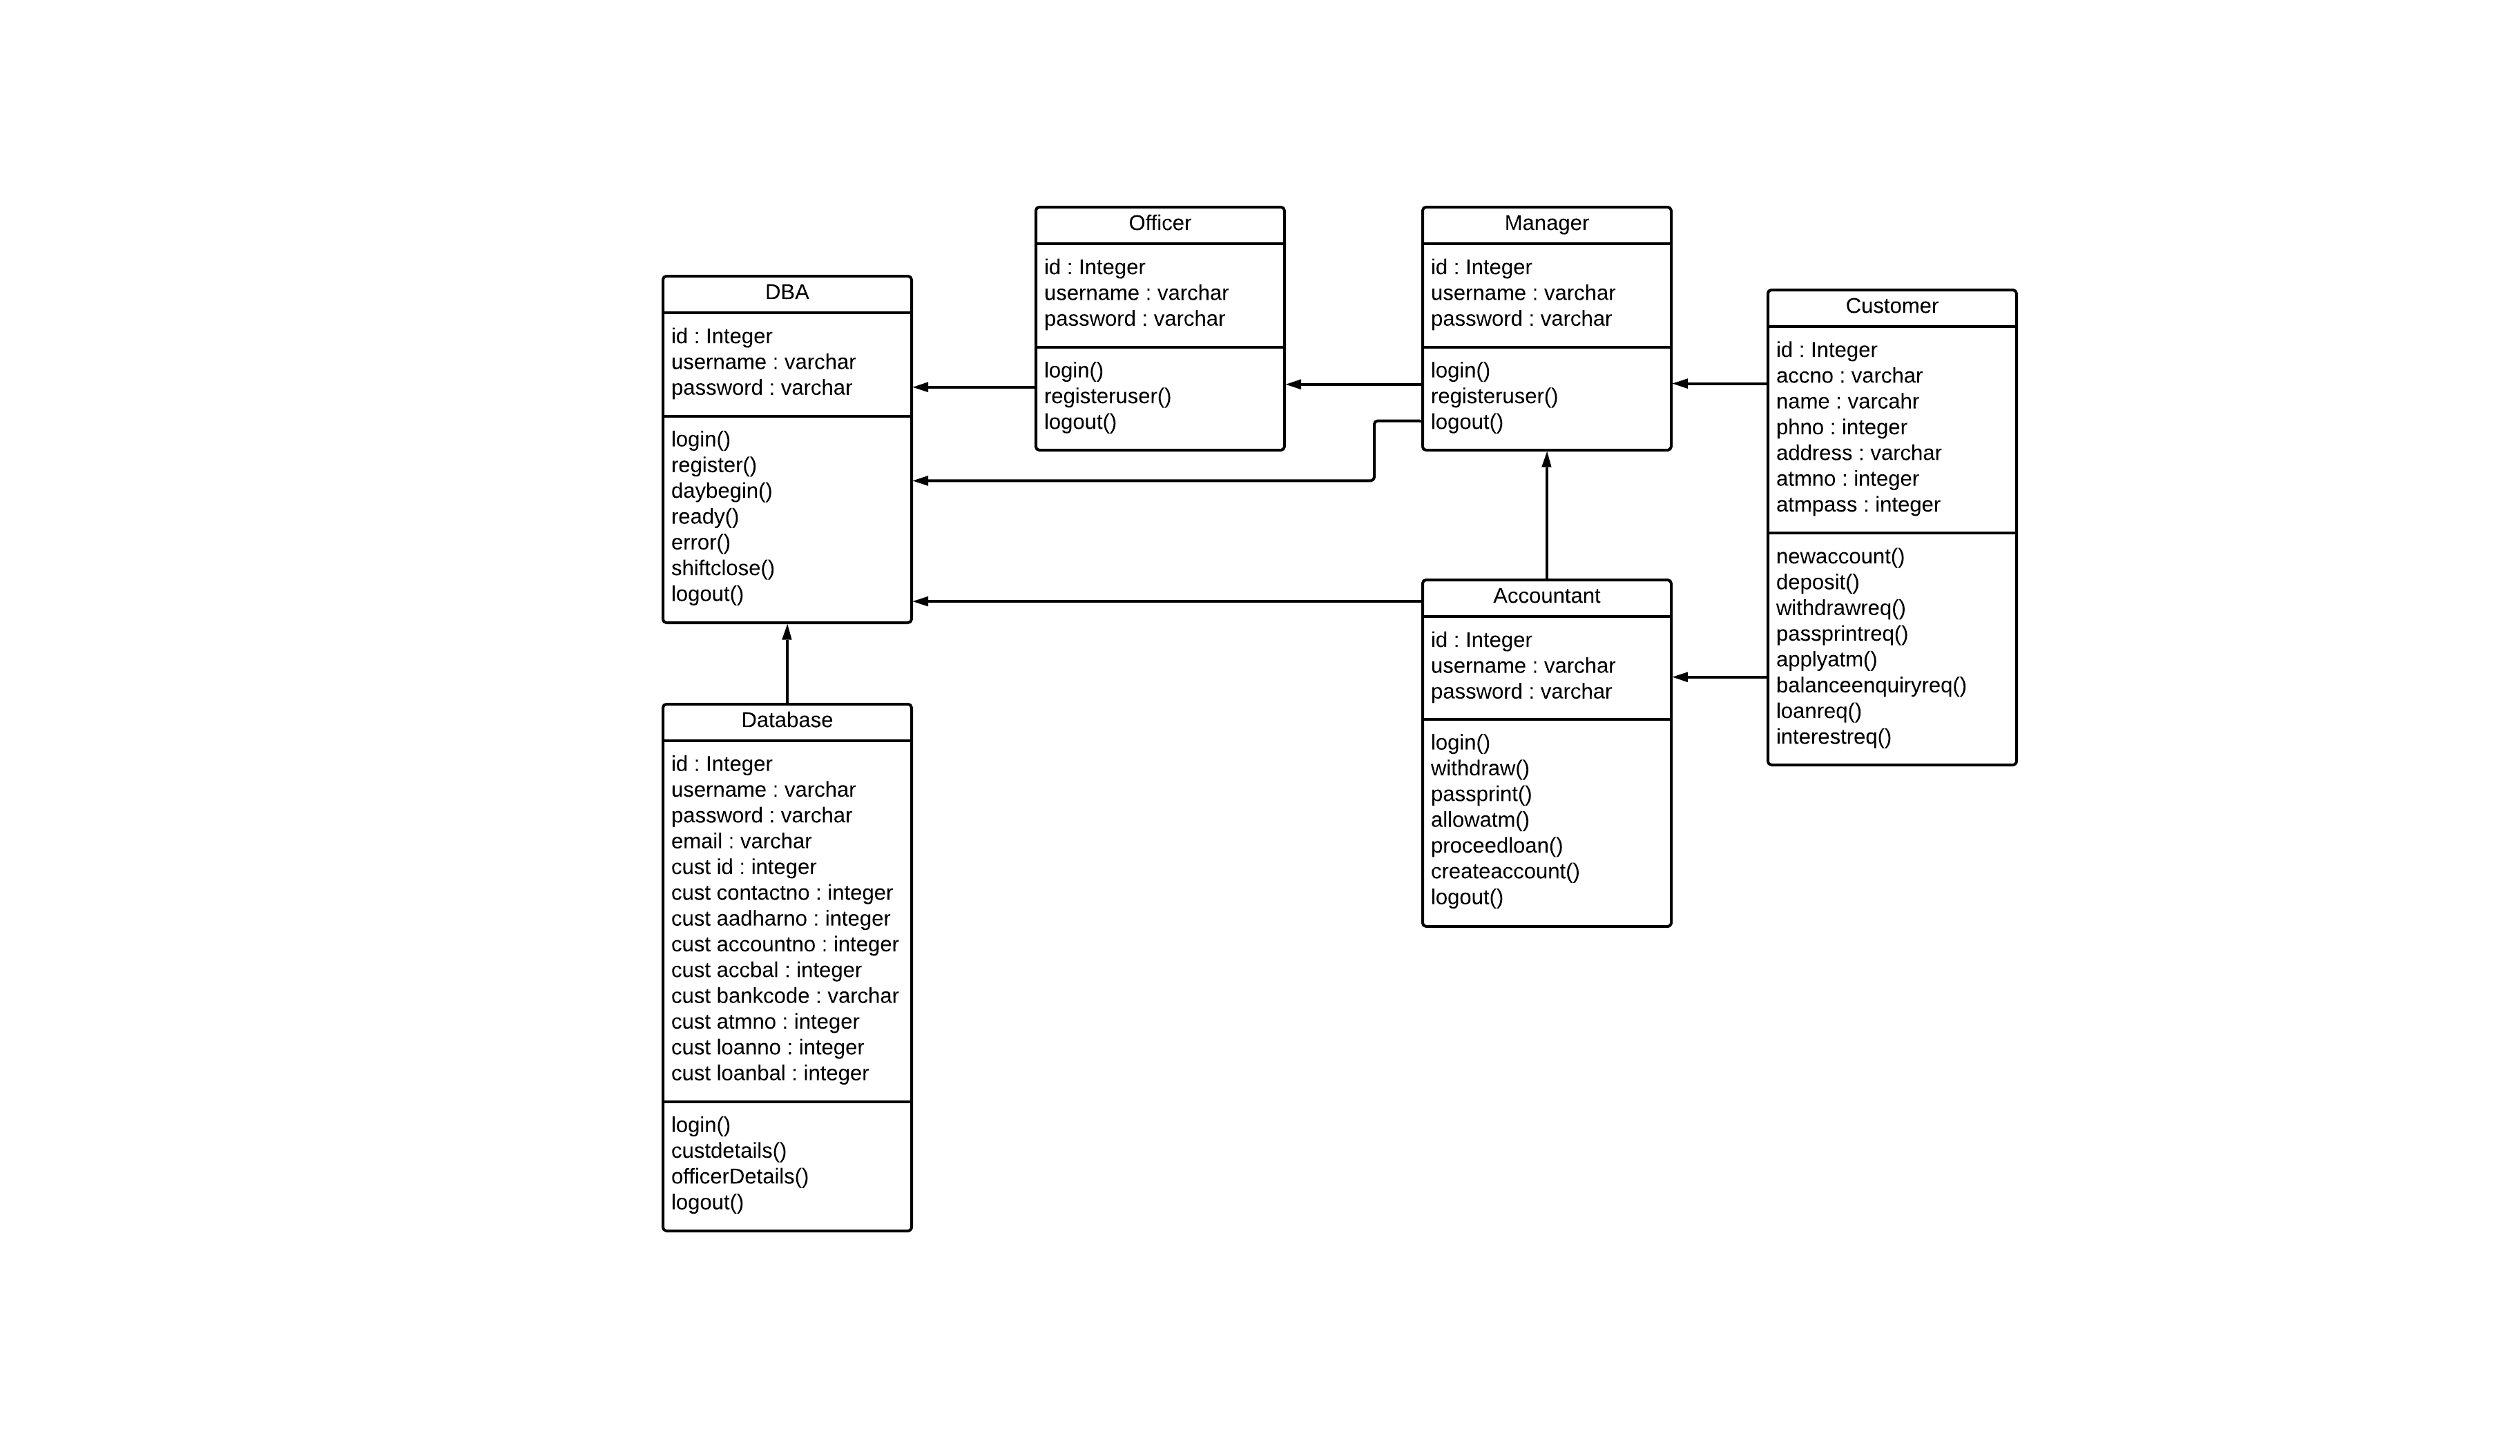 DBA
id : Integer
username : varchar
password : varchar
login()
register()
daybegin()
ready()
error()
shiftclose()
logout()
Officer
id : Integer
username : varchar
password : varchar
login()
registeruser()
logout()
Manager
id : Integer
username : varchar
password : varchar
login()
registeruser()
logout()
Customer
id : Integer
accno : varchar
name : varcahr
phno : integer
address : varchar
atmno : integer
atmpass : integer
newaccount()
deposit()
withdrawreq()
passprintreq()
applyatm()
balanceenquiryreq()
loanreq()
interestreq()
Accountant
id : Integer
username : varchar
password : varchar
login()
withdraw()
passprint()
allowatm()
proceedloan()
createaccount()
logout()
Database
id : Integer
username : varchar
password : varchar
email : varchar
cust id : integer
cust contactno : integer
cust aadharno : integer
cust accountno : integer
cust accbal : integer
cust bankcode : varchar
cust atmno : integer
cust loanno : integer
cust loanbal : integer
login()
custdetails()
officerDetails()
logout()